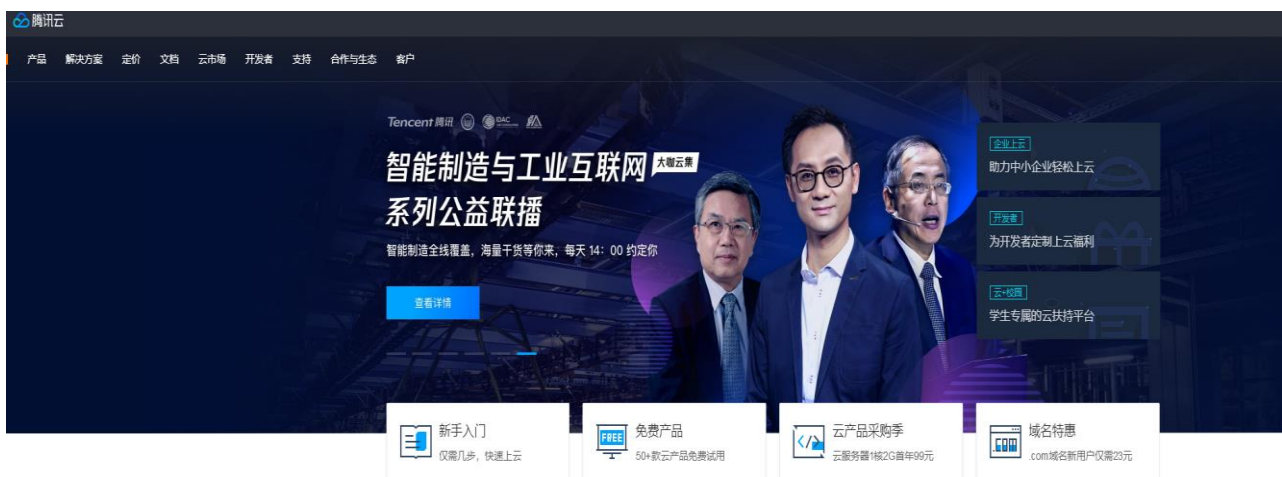 腾讯云
产品 解决方案 定价 文档 云市场 开发者 支持 合作与生态 客户
Tencent 腾讯 DAC
智能制造与工业互联网 大咖云集
系列公益联播
智能制造全线覆盖，海量干货等你来，每天 14：00 约定你
查看详情
企业上云
助力中小企业轻松上云
开发者
为开发者定制上云福利
云+校园
学生专属的云扶持平台
新手入门
仅需几步，快速上云
FREE
免费产品
50+款云产品免费试用
云产品采购季
云服务器1核2G首年99元
.COM
域名特惠
.com域名新用户仅需23元